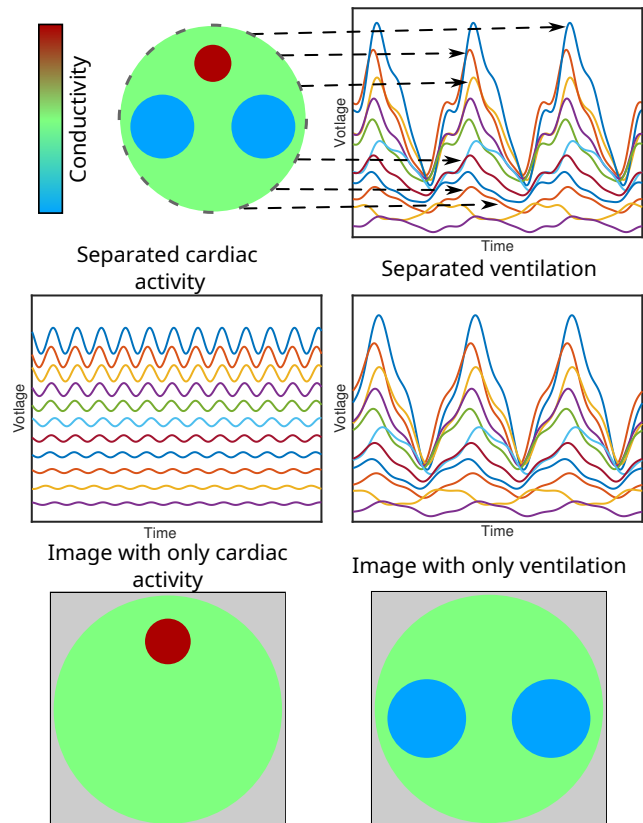 Conductivity
Votlage
Time
Separated cardiac
activity
Separated ventilation
Votlage
Time
Votlage
Time
Image with only cardiac
activity
Image with only ventilation